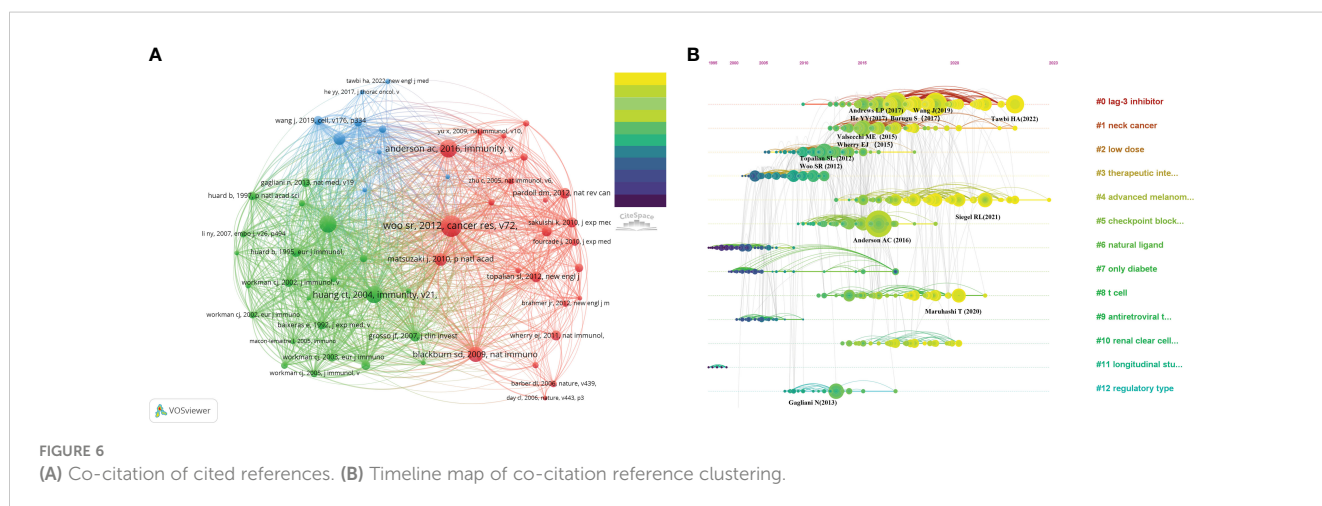 A
B
tawbi ha, 2022, new engl j med
he yy, 2017, j thorac oncol, v
wang j, 2019, cell, v176, p334
yu x, 2009, nat immunol, v10,
anderson ac, 2016, immunity, v
zhu c, 2005, nat immunol, v6,
gagliani n, 2013, nat med, v19
pardoll dm, 2012, nat rev can
huard b, 1997, p natl acad sci
woo sr, 2012, cancer res, v72,
sakuishi k, 2010, j exp med
fourcade j, 2010, j exp med
li ny, 2007, embo j, v26, p494
huard b, 1995, eur j immunol,
matsuzaki j, 2010, p natl acad
topalian sl, 2012, new engl j
workman cj, 2002, j immunol, v
huang ct, 2004, immunity, v21,
brahmer jr, 2012, new engl j m
workman cj, 2002, eur j immuno
baixeras e, 1992, j exp med, v
grosso jf, 2007, j clin invest
wherry ej, 2011, nat immunol,
macon-lemaitre l, 2005, immuno
workman cj, 2003, eur j immuno
blackburn sd, 2009, nat immuno
workman cj, 2005, j immunol, v
barber dl, 2006, nature, v439,
day cl, 2006, nature, v443, p3
VOSviewer
CiteSpace
2010
2015
2020
Andrews LP (2017)
Wang J(2019)
He YY(2017)
Burugu S (2017)
Tawbi HA(2022)
Valsecchi ME (2015)
Wherry EJ (2015)
Topalian SL (2012)
Woo SR (2012)
Siegel RL(2021)
Anderson AC (2016)
Maruhashi T (2020)
Gagliani N(2013)
#0 lag-3 inhibitor
#1 neck cancer
#2 low dose
#3 therapeutic inte...
#4 advanced melanom...
#5 checkpoint block...
#6 natural ligand
#7 only diabete
#8 t cell
#9 antiretroviral t...
#10 renal clear cell...
#11 longitudinal stu...
#12 regulatory type
FIGURE 6
(A) Co-citation of cited references. (B) Timeline map of co-citation reference clustering.